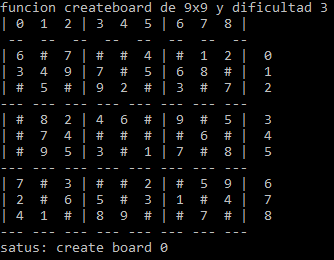 funcion createboard de 9x9 y dificultad 3
| 0 1 2 | 3 4 5 | 6 7 8 |
 -- -- --- --- --- ---
| 6 # 7 | # # 4 | # 1 2 | 0
| 3 4 9 | 7 # 5 | 6 8 # | 1
| # 5 # | 9 2 # | 3 # 7 | 2
--- --- --- --- --- --- ---
| # 8 2 | 4 6 # | 9 # 5 | 3
| # 7 4 | # # # | # 6 # | 4
| # 9 5 | 3 # 1 | 7 # 8 | 5
--- --- --- --- --- --- ---
| 7 # 3 | # # 2 | # 5 9 | 6
| 2 # 6 | 5 # 3 | 1 # 4 | 7
| 4 1 # | 8 9 # | # 7 # | 8
--- --- --- --- --- --- ---
satus: create board 0